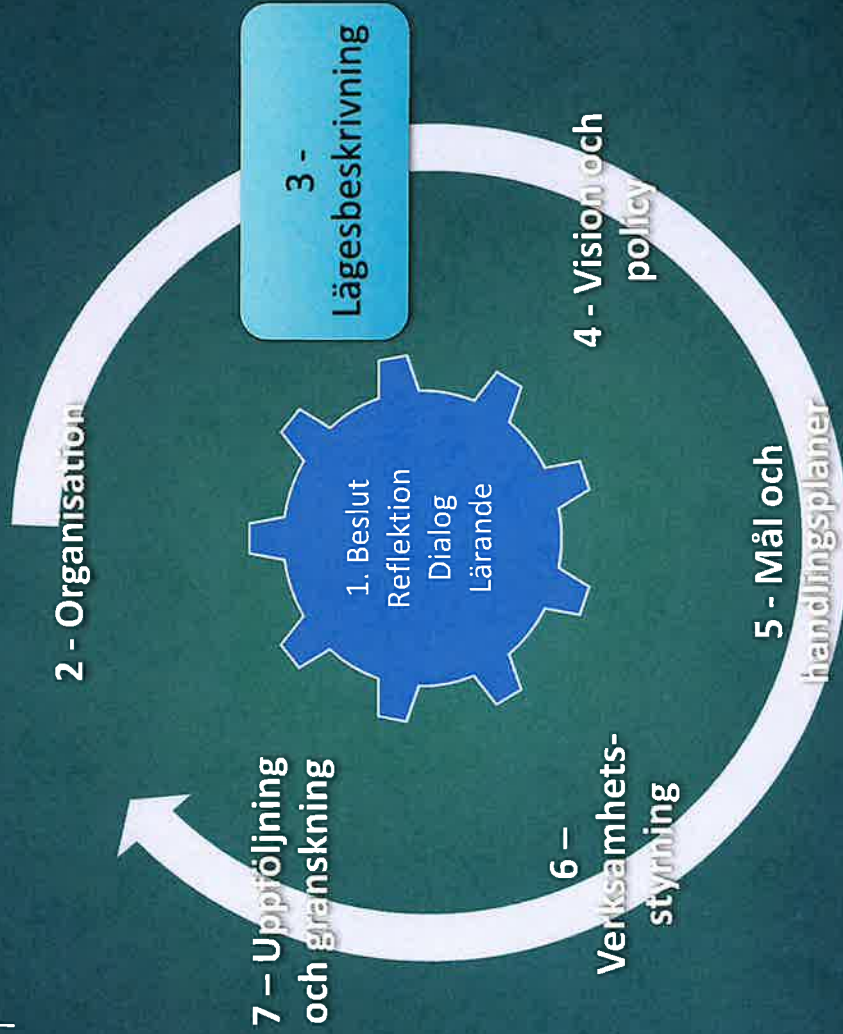 2 - Organisation
3 -
Lägesbeskrivning
1. Beslut
Reflektion
Dialog
Lärande
4 - Vision och
policy
5 - Mål och
handlingsplaner
6 –
Verksamhets-
styrning
7 – Uppföljning
och granskning